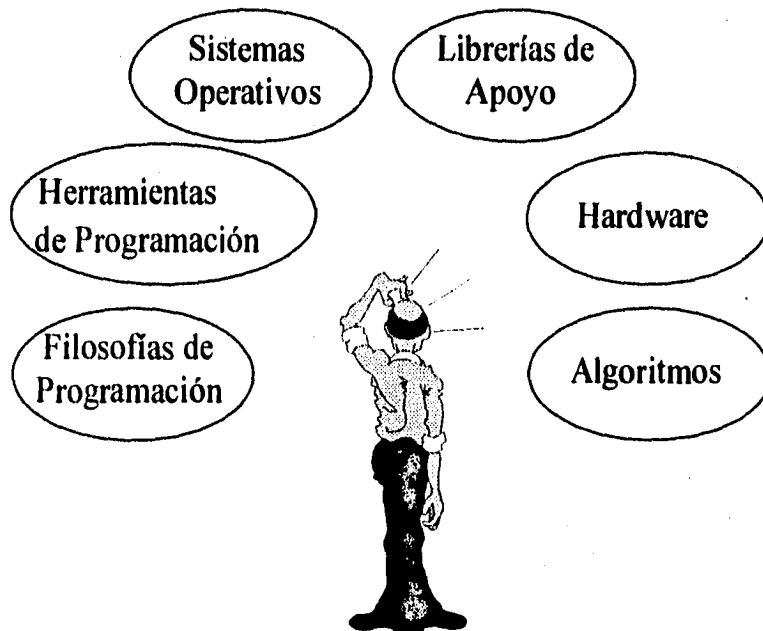 Sistemas
Operativos
Librerías de
Apoyo
Herramientas
de Programación
Hardware
Filosofías de
Programación
Algoritmos